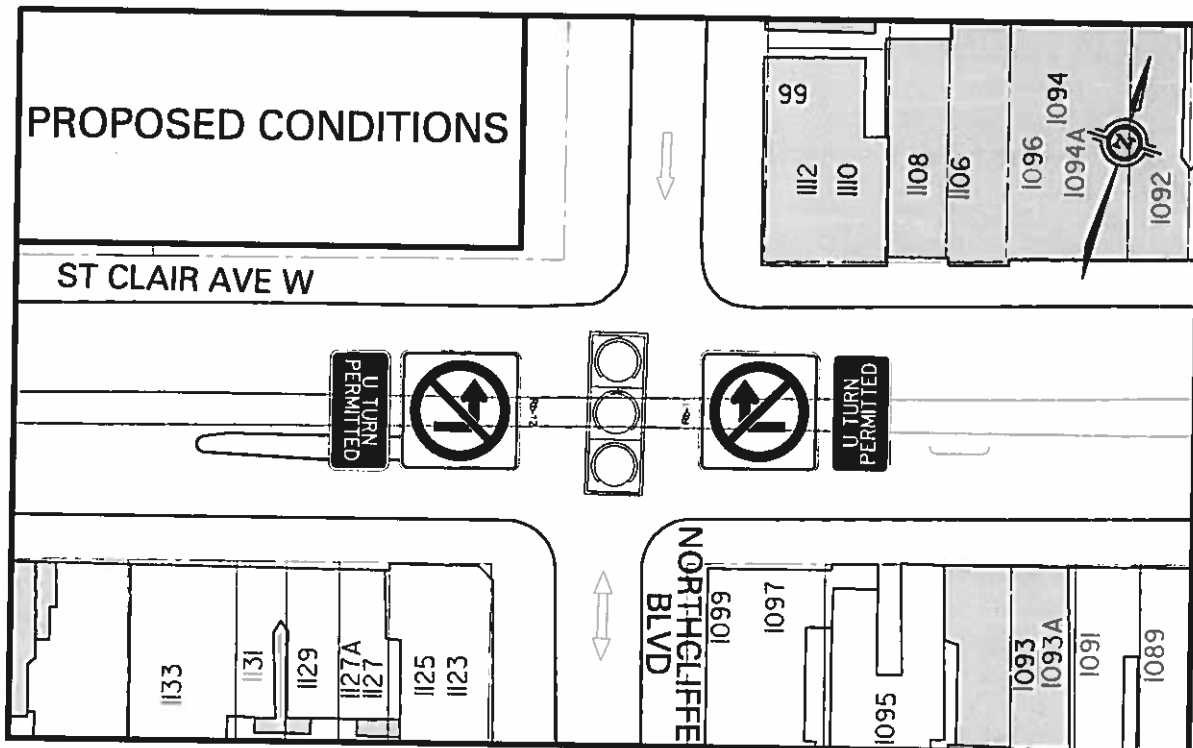 PROPOSED CONDITIONS
99
1112
1110
1108
1106
1096
1094A
1094
1092
Z
ST CLAIR AVE W
U TURN
PERMITTED
U TURN
PERMITTED
NORTHCLIFFE
BLVD
1133
1131
1129
1127A
1127
1125
1123
1099
1097
1095
1093
1093A
1091
1089